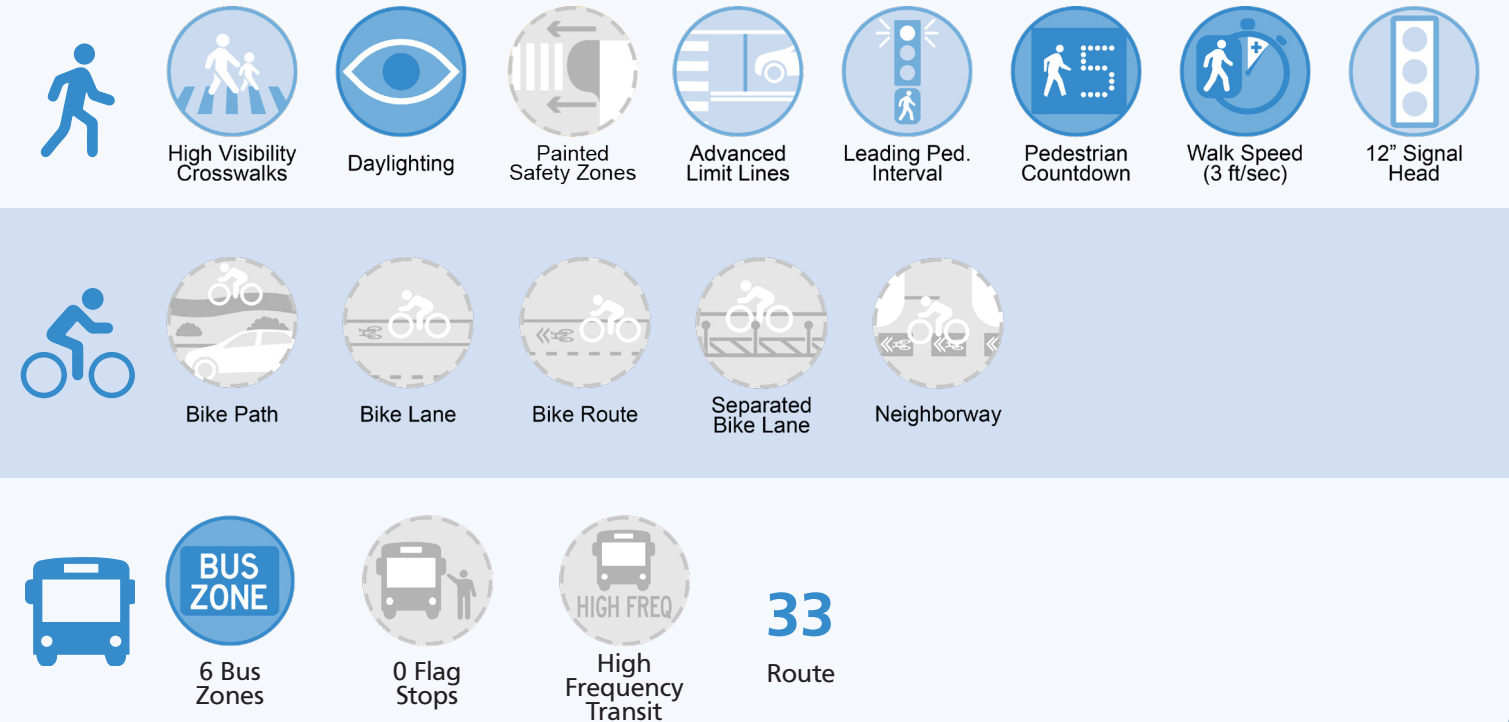 High Visibility
Crosswalks
Daylighting
Painted
Safety Zones
Advanced
Limit Lines
Leading Ped.
Interval
5
Pedestrian
Countdown
Walk Speed
(3 ft/sec)
12” Signal
Head
Bike Path
Bike Lane
Bike Route
Separated
Bike Lane
Neighborway
BUS
ZONE
6 Bus
Zones
0 Flag
Stops
HIGH FREQ
High
Frequency
Transit
33
Route